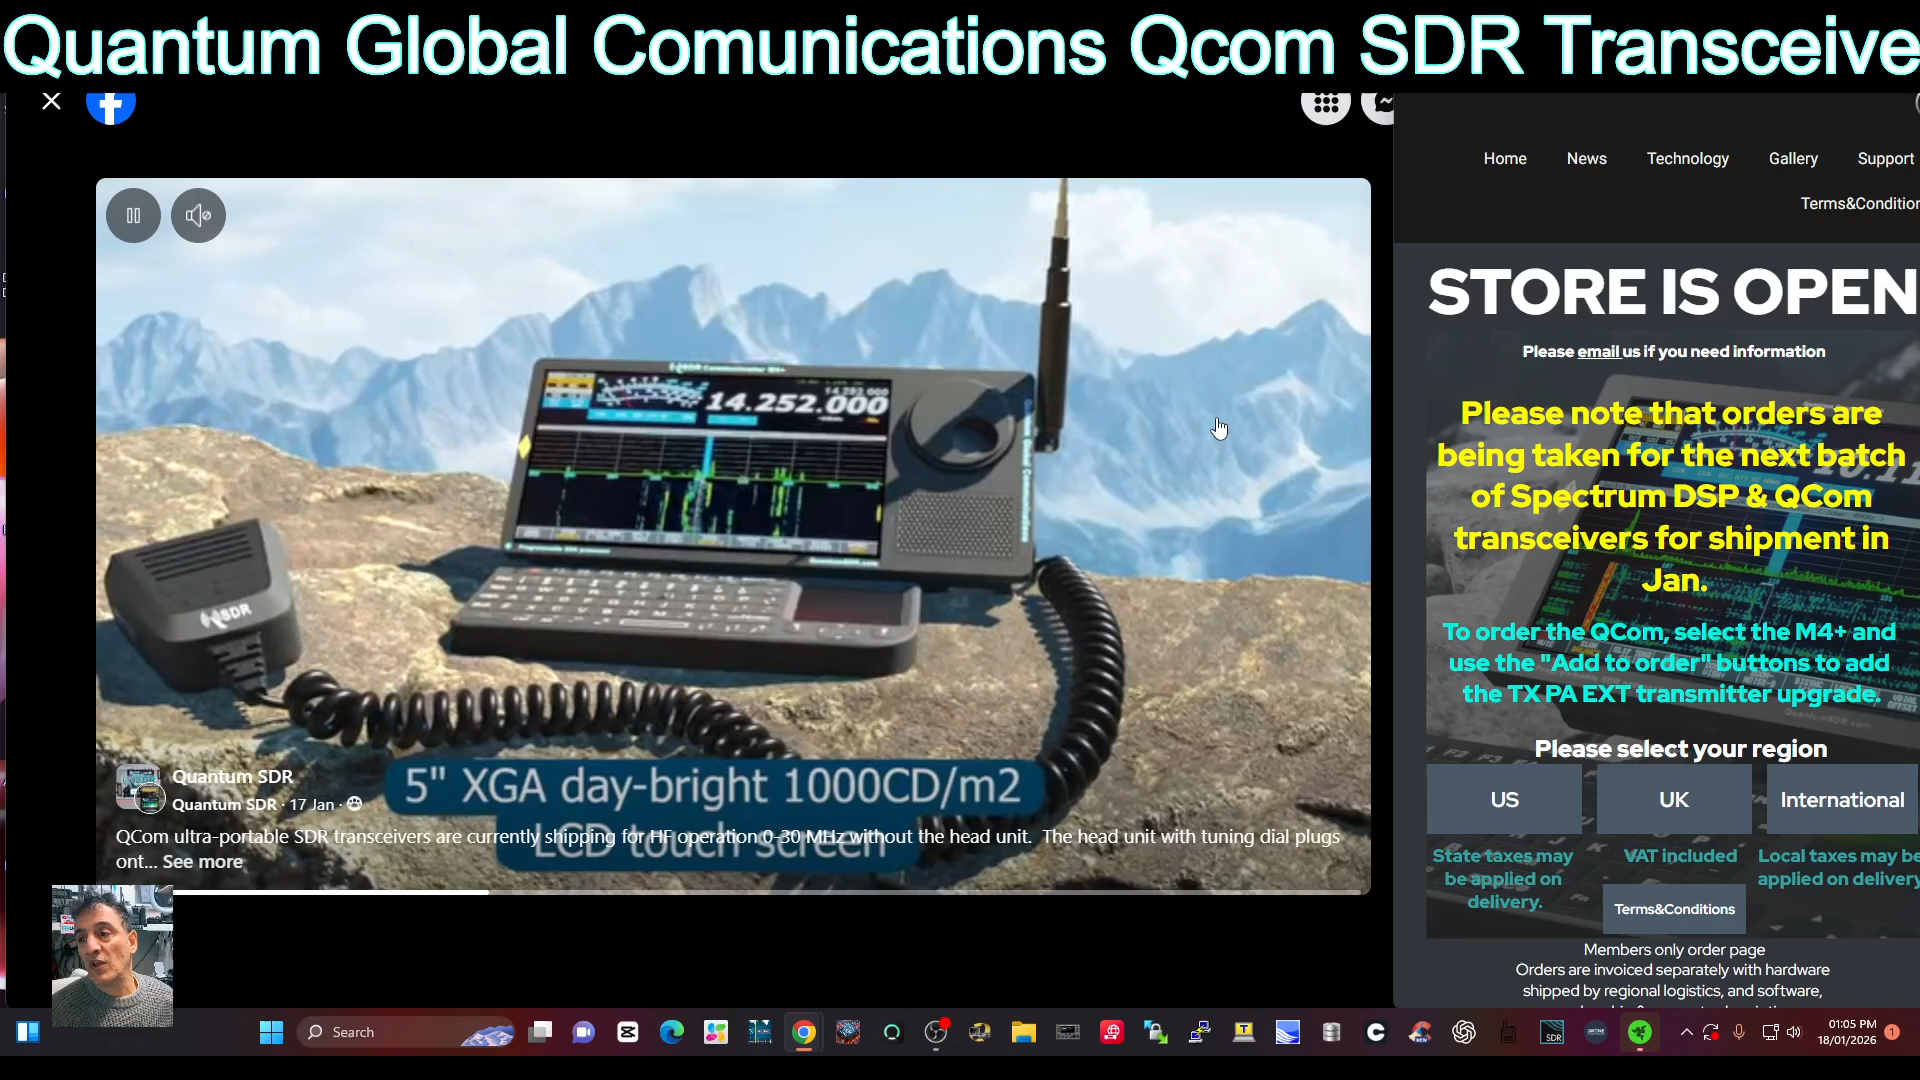 Quantum Global Comunications Qcom SDR Transceive
Home News Technology Gallery Support
Terms&Condition
14.252.000
SDR
Quantum SDR
Quantum SDR · 17 Jan ·
5" XGA day-bright 1000CD/m2
LCD touch screen
QCom ultra-portable SDR transceivers are currently shipping for HF operation 0-30 MHz without the head unit. The head unit with tuning dial plugs
ont... See more
STORE IS OPEN
Please email us if you need information
Please note that orders are
being taken for the next batch
of Spectrum DSP & QCom
transceivers for shipment in
Jan.
To order the QCom, select the M4+ and
use the "Add to order" buttons to add
the TX PA EXT transmitter upgrade.
Please select your region
US UK International
State taxes may
be applied on
delivery.
VAT included
Local taxes may be
applied on delivery
Terms&Conditions
Members only order page
Orders are invoiced separately with hardware
shipped by regional logistics, and software,
Search
SDR
01:05 PM
18/01/2026
1